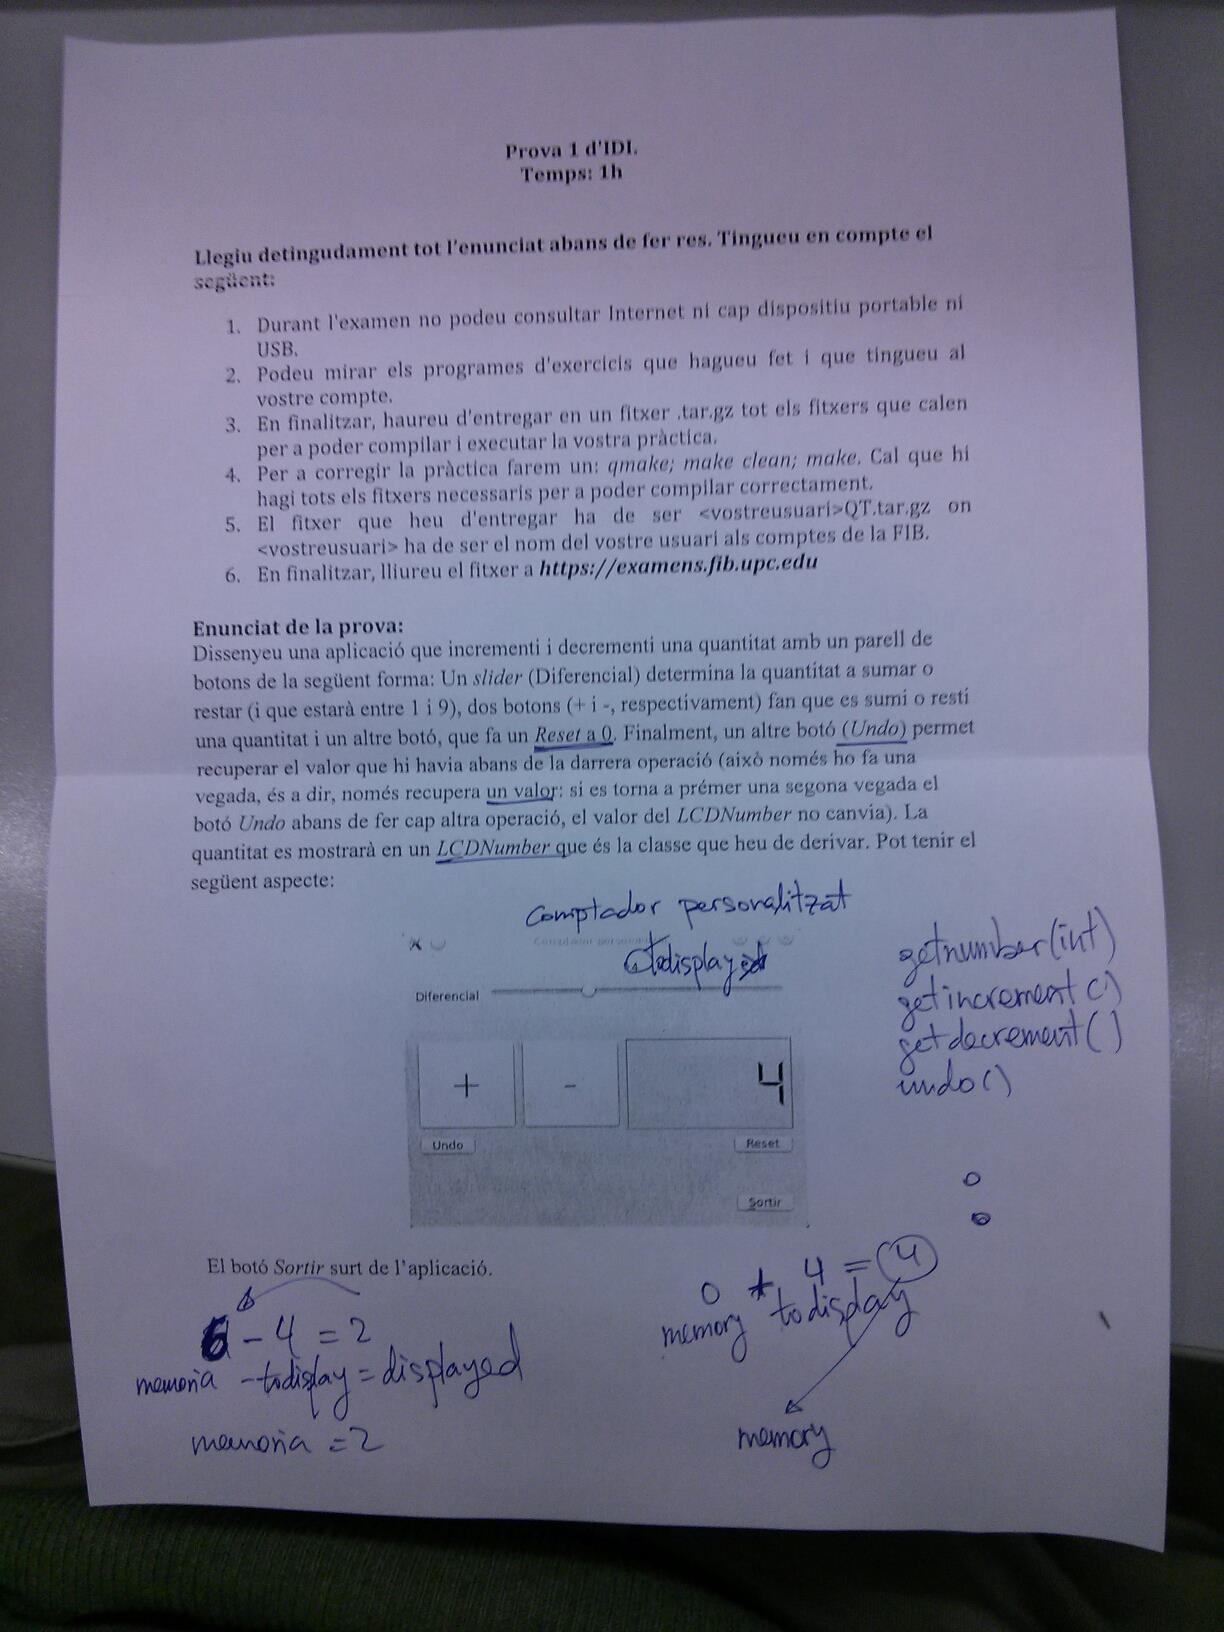 Prova 1 d'IDI.
Temps: 1h
Llegiu detingudament tot l'enunciat abans de fer res. Tingueu en compte el
següent:
1. Durant l'examen no podeu consultar Internet ni cap dispositiu portable ni
USB.
2. Podeu mirar els programes d'exercicis que hagueu fet i que tingueu al
vostre compte.
3. En finalitzar, haureu d'entregar en un fitxer .tar.gz tot els fitxers que calen
per a poder compilar i executar la vostra pràctica.
4. Per a corregir la pràctica farem un: qmake; make clean; make. Cal que hi
hagi tots els fitxers necessaris per a poder compilar correctament.
5. El fitxer que heu d'entregar ha de ser <vostreusuari>QT.tar.gz on
<vostreusuari> ha de ser el nom del vostre usuari als comptes de la FIB.
6. En finalitzar, lliureu el fitxer a https://examens.fib.upc.edu
Enunciat de la prova:
Dissenyeu una aplicació que incrementi i decrementi una quantitat amb un parell de
botons de la següent forma: Un slider (Diferencial) determina la quantitat a sumar o
restar (i que estarà entre 1 i 9), dos botons (+ i -, respectivament) fan que es sumi o resti
una quantitat i un altre botó, que fa un Reset a 0. Finalment, un altre botó (Undo) permet
recuperar el valor que hi havia abans de la darrera operació (això només ho fa una
vegada, és a dir, només recupera un valor: si es torna a prémer una segona vegada el
botó Undo abans de fer cap altra operació, el valor del LCDNumber no canvia). La
quantitat es mostrarà en un LCDNumber que és la classe que heu de derivar. Pot tenir el
següent aspecte:
Comptador personalitzat
Comptador personalitzat
todisplay
Diferencial
getnumber(int)
getincrement()
getdecrement()
undo()
+ - 4
Undo Reset
Sortir
El botó Sortir surt de l'aplicació.
0 + 4 = 4
memory todisplay
memory
6 - 4 = 2
memoria - todisplay = displayed
memoria = 2